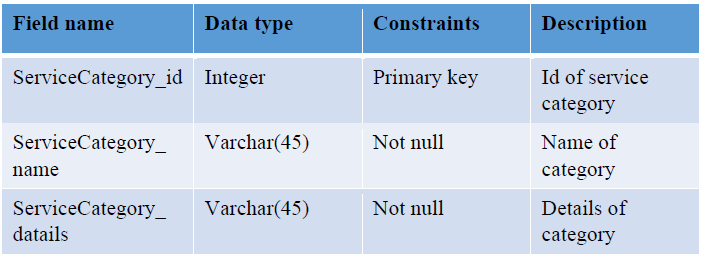 Field name Data type Constraints Description
ServiceCategory_id Integer Primary key Id of service
category
ServiceCategory_ Varchar(45) Not null Name of
name category
ServiceCategory_ Varchar(45) Not null Details of
datails category